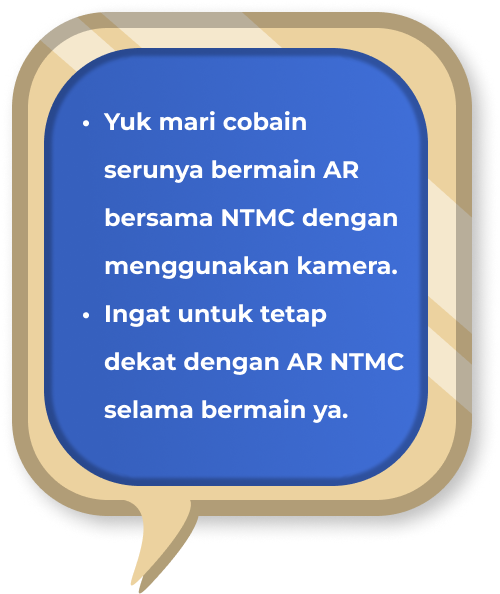 • Yuk mari cobain
serunya bermain AR
bersama NTMC dengan
menggunakan kamera.
• Ingat untuk tetap
dekat dengan AR NTMC
selama bermain ya.